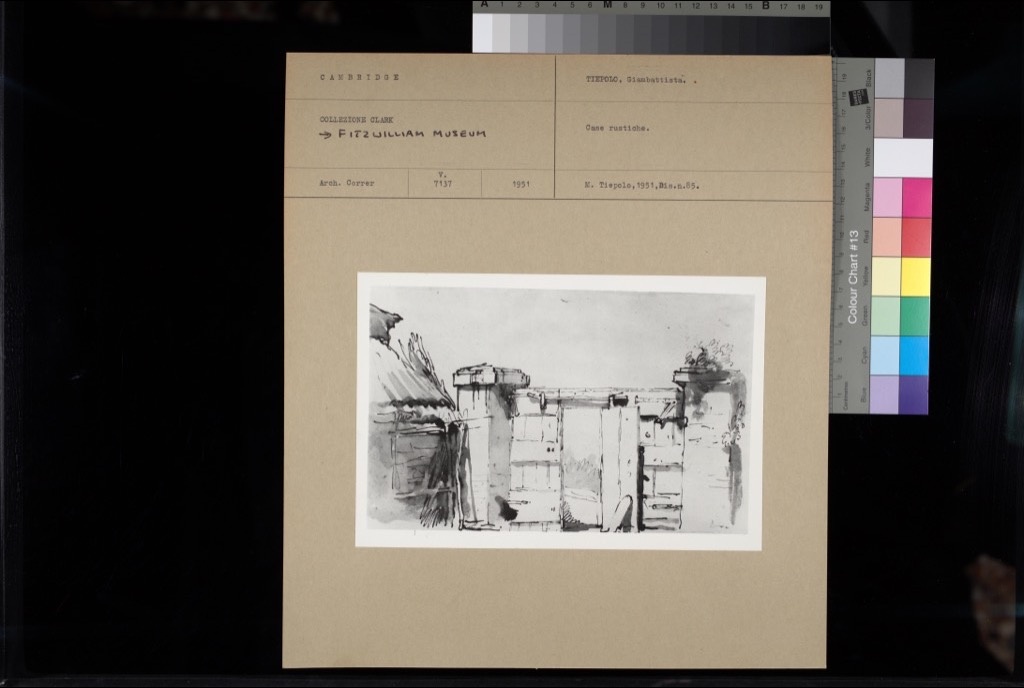 A 1 2 3 4 5 6 M 8 9 10 11 12 13 14 15 B 17 18 19
CAMBRIDGE
TIEPOLO, Giambattista. .
COLLEZIONE CLARK
→ FITZWILLIAM MUSEUM
Case rustiche.
Arch. Correr
V.
7137
1951
M. Tiepolo,1951,Dis.n.85.
Colour Chart #13
Black
3/Color
White
Magenta
Red
Yellow
Green
Cyan
Blue